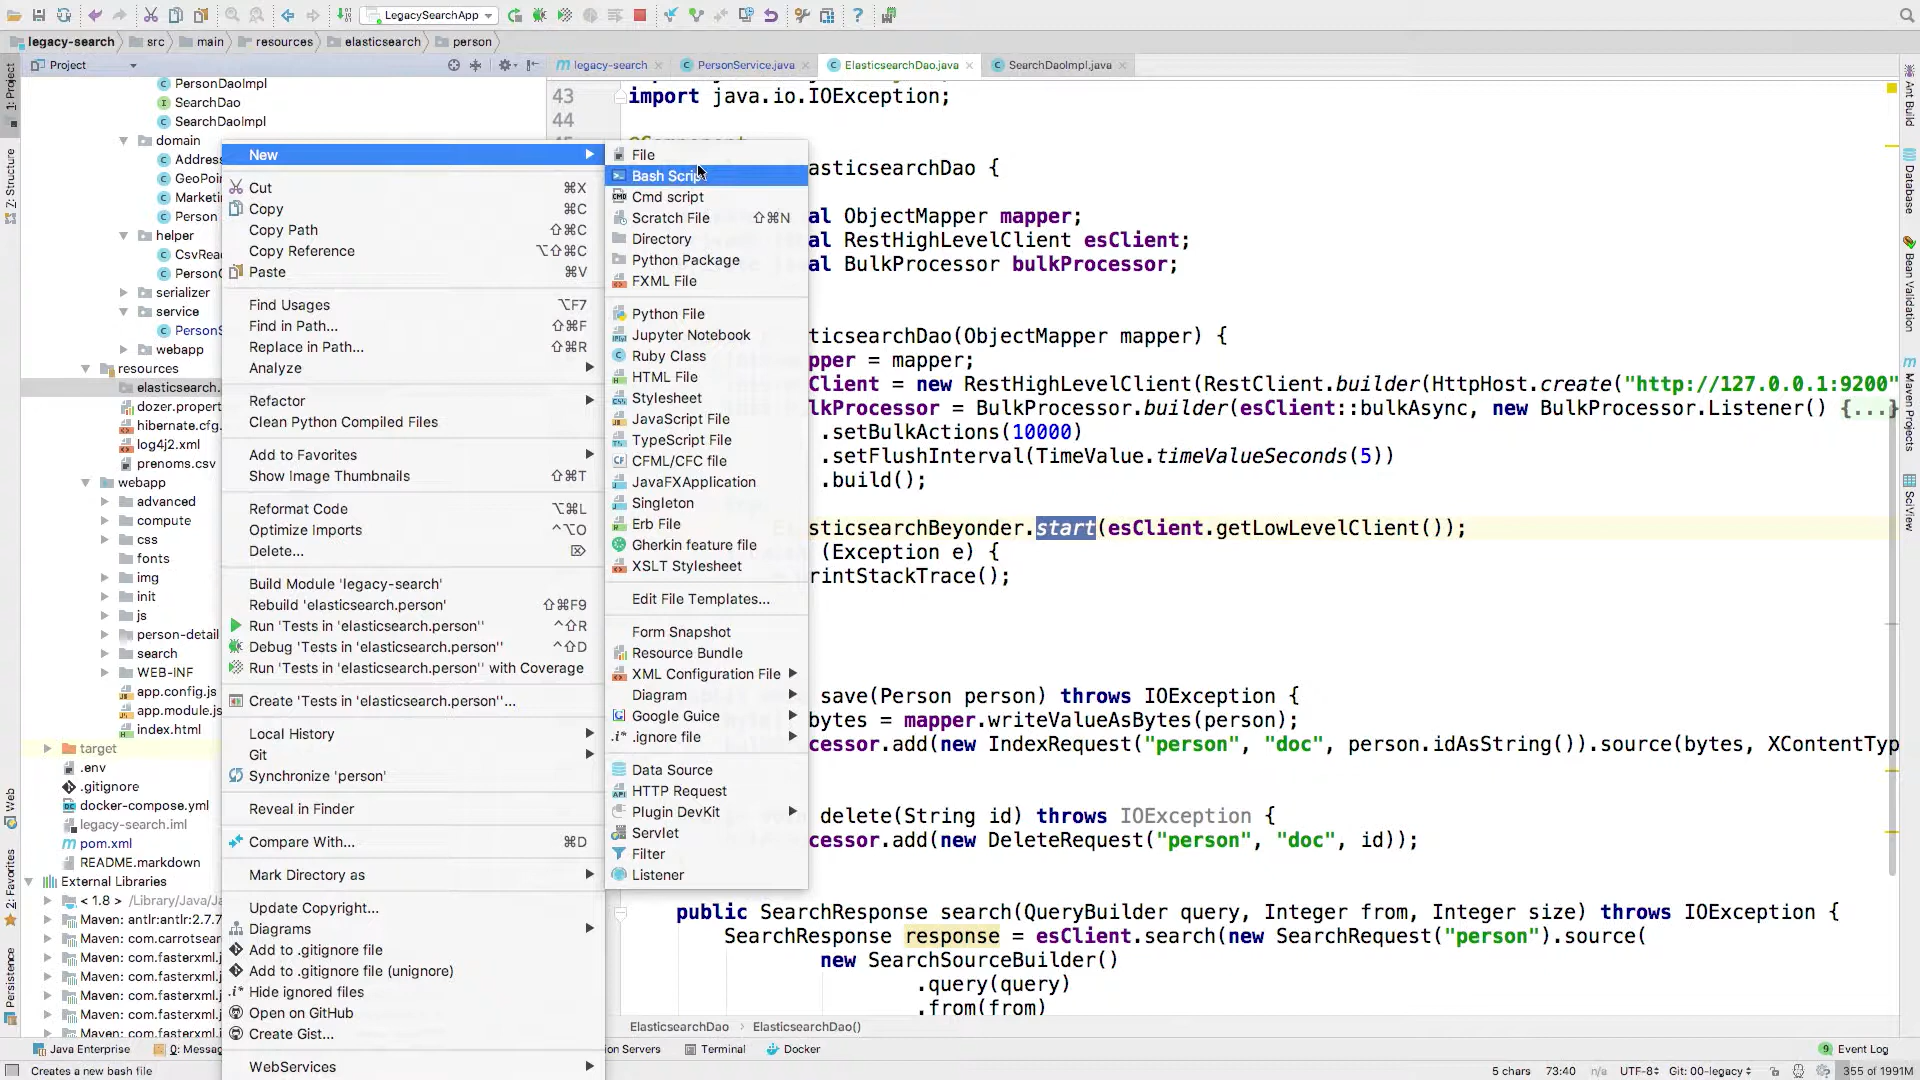 LegacySearchApp
legacy-search
src
main
resources
elasticsearch
person
Project
legacy-search
PersonService.java
ElasticsearchDao.java
SearchDaoImpl.java
1: Project
Z: Structure
Web
2: Favorites
Persistence
Ant Build
Database
Bean Validation
Maven Projects
SciView
PersonDaoImpl
SearchDao
SearchDaoImpl
domain
Addres
GeoPoi
Marketi
Person
helper
CsvRea
PersonG
serializer
service
PersonS
webapp
resources
elasticsearch.
dozer.propert
hibernate.cfg.
log4j2.xml
prenoms.csv
webapp
advanced
compute
css
fonts
img
init
js
person-detail
search
WEB-INF
app.config.js
app.module.js
index.html
target
.env
.gitignore
docker-compose.yml
legacy-search.iml
pom.xml
README.markdown
External Libraries
< 1.8 > /Library/Java/Ja
Maven: antlr:antlr:2.7.7
Maven: com.carrotsear
Maven: com.fasterxml.j
Maven: com.fasterxml.j
Maven: com.fasterxml.j
Maven: com.fasterxml.j
Maven: com.fasterxml.j
Maven: com.fasterxml.j
New
Cut ⌘X
Copy ⌘C
Copy Path ⇧⌘C
Copy Reference ⌥⇧⌘C
Paste ⌘V
Find Usages ⌥F7
Find in Path... ⇧⌘F
Replace in Path... ⇧⌘R
Analyze
Refactor
Clean Python Compiled Files
Add to Favorites
Show Image Thumbnails ⇧⌘T
Reformat Code ⌥⌘L
Optimize Imports ^⌥O
Delete... ⌦
Build Module 'legacy-search'
Rebuild 'elasticsearch.person' ⇧⌘F9
Run 'Tests in 'elasticsearch.person'' ^⇧R
Debug 'Tests in 'elasticsearch.person'' ^⇧D
Run 'Tests in 'elasticsearch.person'' with Coverage
Create 'Tests in 'elasticsearch.person''...
Local History
Git
Synchronize 'person'
Reveal in Finder
Compare With... ⌘D
Mark Directory as
Update Copyright...
Diagrams
Add to .gitignore file
Add to .gitignore file (unignore)
Hide ignored files
Open on GitHub
Create Gist...
WebServices
File
Bash Scrip
Cmd script
Scratch File ⇧⌘N
Directory
Python Package
FXML File
Python File
Jupyter Notebook
Ruby Class
HTML File
Stylesheet
JavaScript File
TypeScript File
CFML/CFC file
JavaFXApplication
Singleton
Erb File
Gherkin feature file
XSLT Stylesheet
Edit File Templates...
Form Snapshot
Resource Bundle
XML Configuration File
Diagram
Google Guice
.ignore file
Data Source
HTTP Request
Plugin DevKit
Servlet
Filter
Listener
43 import java.io.IOException;
44
asticsearchDao {
al ObjectMapper mapper;
al RestHighLevelClient esClient;
al BulkProcessor bulkProcessor;
ticsearchDao(ObjectMapper mapper) {
pper = mapper;
Client = new RestHighLevelClient(RestClient.builder(HttpHost.create("http://127.0.0.1:9200"
lkProcessor = BulkProcessor.builder(esClient::bulkAsync, new BulkProcessor.Listener() {...}
.setBulkActions(10000)
.setFlushInterval(TimeValue.timeValueSeconds(5))
.build();
sticsearchBeyonder.start(esClient.getLowLevelClient());
(Exception e) {
rintStackTrace();
save(Person person) throws IOException {
bytes = mapper.writeValueAsBytes(person);
cessor.add(new IndexRequest("person", "doc", person.idAsString()).source(bytes, XContentTyp
delete(String id) throws IOException {
cessor.add(new DeleteRequest("person", "doc", id));
public SearchResponse search(QueryBuilder query, Integer from, Integer size) throws IOException {
SearchResponse response = esClient.search(new SearchRequest("person").source(
new SearchSourceBuilder()
.query(query)
.from(from)
ElasticsearchDao › ElasticsearchDao()
Java Enterprise
0: Messag
ion Servers
Terminal
Docker
9 Event Log
Creates a new bash file
5 chars
73:40
n/a
UTF-8
Git: 00-legacy
355 of 1991M